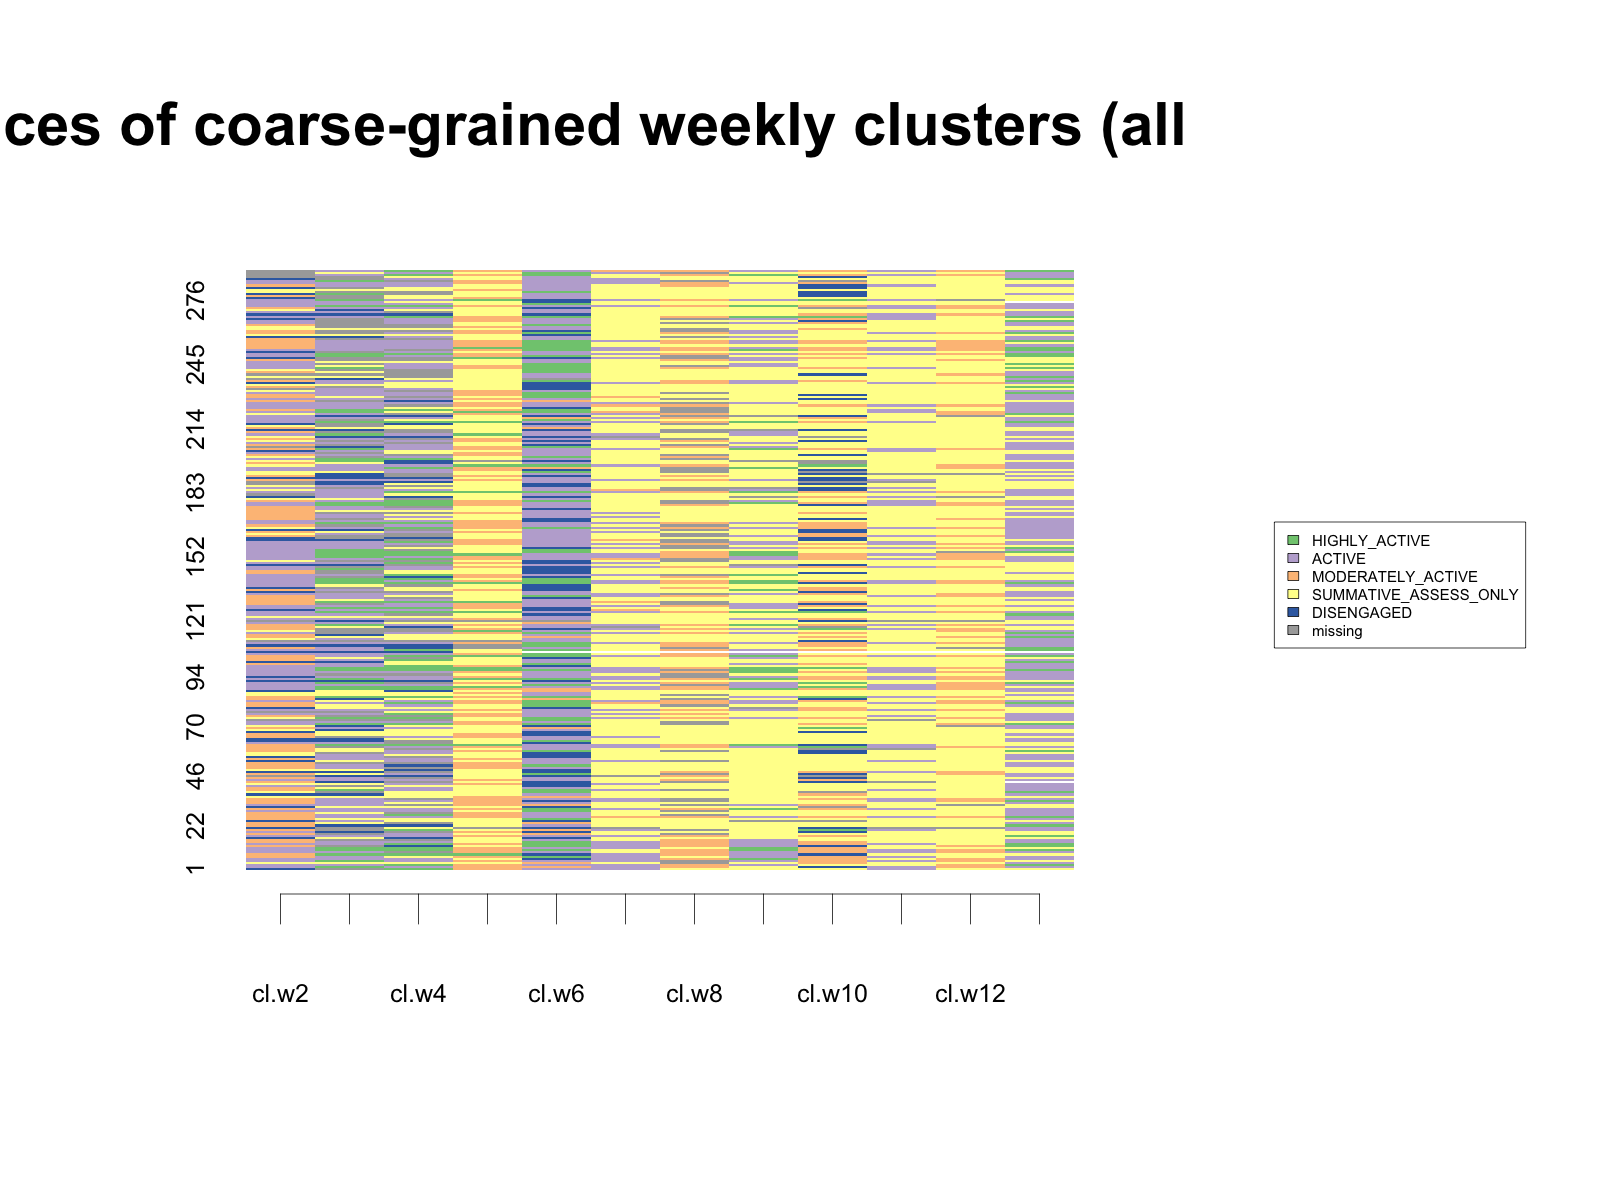 ces of coarse-grained weekly clusters (all
276
245
214
183
152
121
94
70
46
22
1
cl.w2 cl.w4 cl.w6 cl.w8 cl.w10 cl.w12
HIGHLY_ACTIVE
ACTIVE
MODERATELY_ACTIVE
SUMMATIVE_ASSESS_ONLY
DISENGAGED
missing